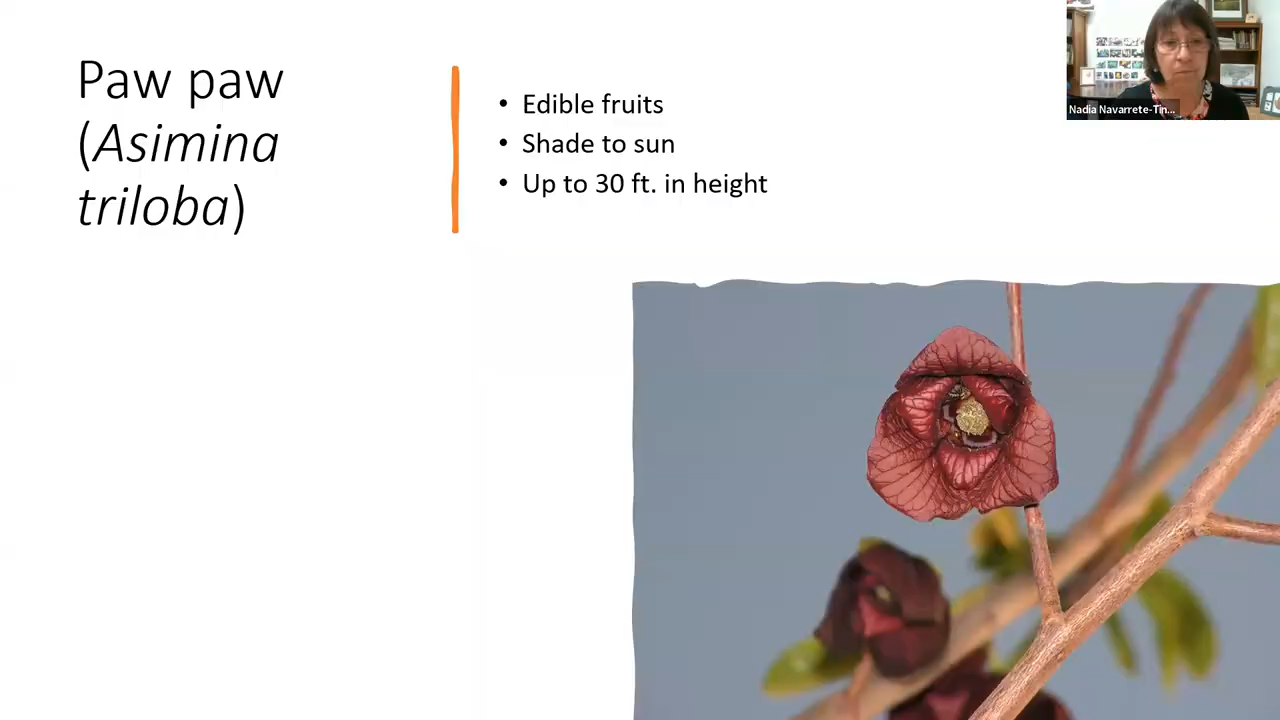 Paw paw
(Asimina
triloba)
• Edible fruits
• Shade to sun
• Up to 30 ft. in height
Nadia Navarrete-Tin...